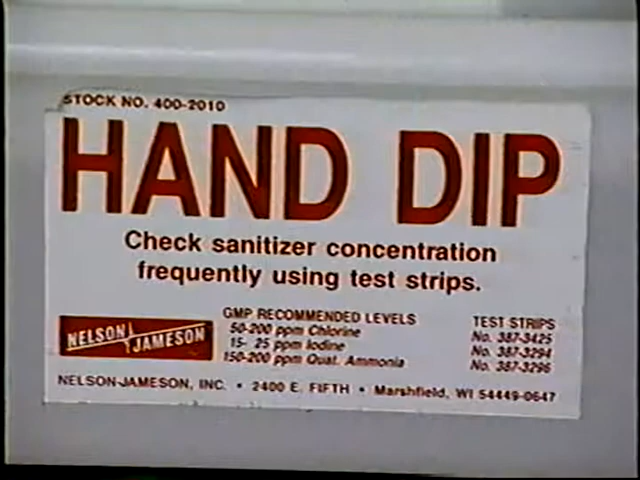 STOCK NO. 400-2010
HAND DIP
Check sanitizer concentration
frequently using test strips.
GMP RECOMMENDED LEVELS
50-200 ppm Chlorine
15- 25 ppm Iodine
150-200 ppm Quat. Ammonia
TEST STRIPS
No. 387-3425
No. 387-3294
No. 387-3296
NELSON
JAMESON
NELSON-JAMESON, INC. • 2400 E. FIFTH • Marshfield, WI 54449-0647